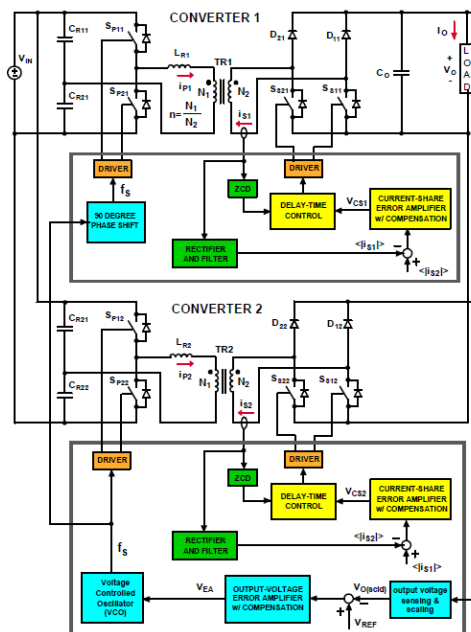 CONVERTER 1
C_R11
S_P11
V_IN
L_R1
TR1
D_21
D_11
I_O
i_P1
N_1
N_2
C_O
+
V_O
-
LOAD
C_R21
S_P21
n= N_1 / N_2
i_S1
S_S21
S_S11
DRIVER
DRIVER
f_S
ZCD
90 DEGREE
PHASE SHIFT
DELAY-TIME
CONTROL
V_CS1
CURRENT-SHARE
ERROR AMPLIFIER
w/ COMPENSATION
RECTIFIER
AND FILTER
<|i_S1|>
−
+
<|i_S2|>
CONVERTER 2
C_R21
S_P12
L_R2
TR2
D_22
D_12
i_P2
N_1
N_2
C_R22
S_P22
i_S2
S_S22
S_S12
DRIVER
DRIVER
ZCD
DELAY-TIME
CONTROL
V_CS2
CURRENT-SHARE
ERROR AMPLIFIER
w/ COMPENSATION
RECTIFIER
AND FILTER
<|i_S2|>
−
+
<|i_S1|>
f_S
Voltage
Controlled
Oscillator
(VCO)
V_EA
OUTPUT-VOLTAGE
ERROR AMPLIFIER
w/ COMPENSATION
V_O(scld)
−
+
V_REF
output voltage
sensing &
scaling